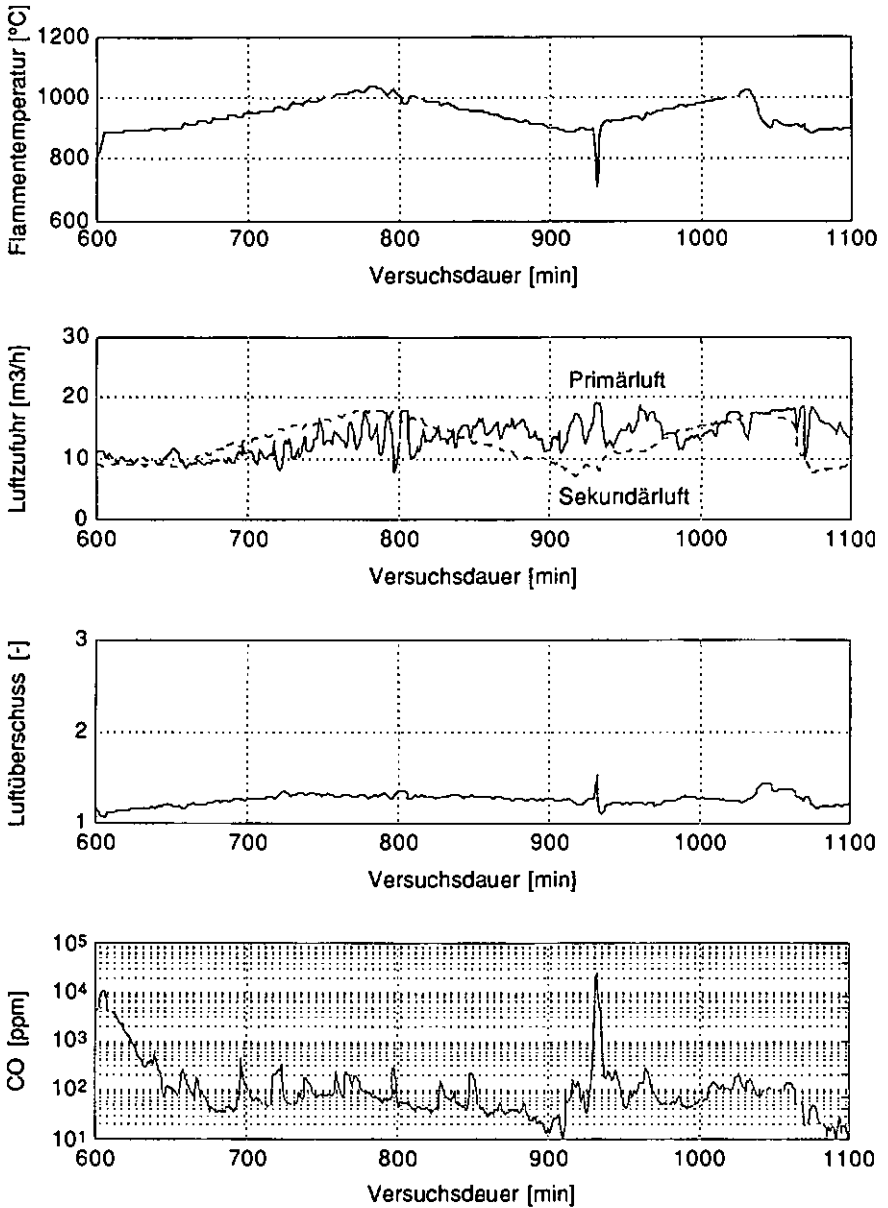 Flammentemperatur [°C]
1200
1000
800
600
600 700 800 900 1000 1100
Versuchsdauer [min]
Luftzufuhr [m3/h]
30
20
10
0
Primärluft
Sekundärluft
600 700 800 900 1000 1100
Versuchsdauer [min]
Luftüberschuss [-]
3
2
1
600 700 800 900 1000 1100
Versuchsdauer [min]
CO [ppm]
10⁵
10⁴
10³
10²
10¹
600 700 800 900 1000 1100
Versuchsdauer [min]